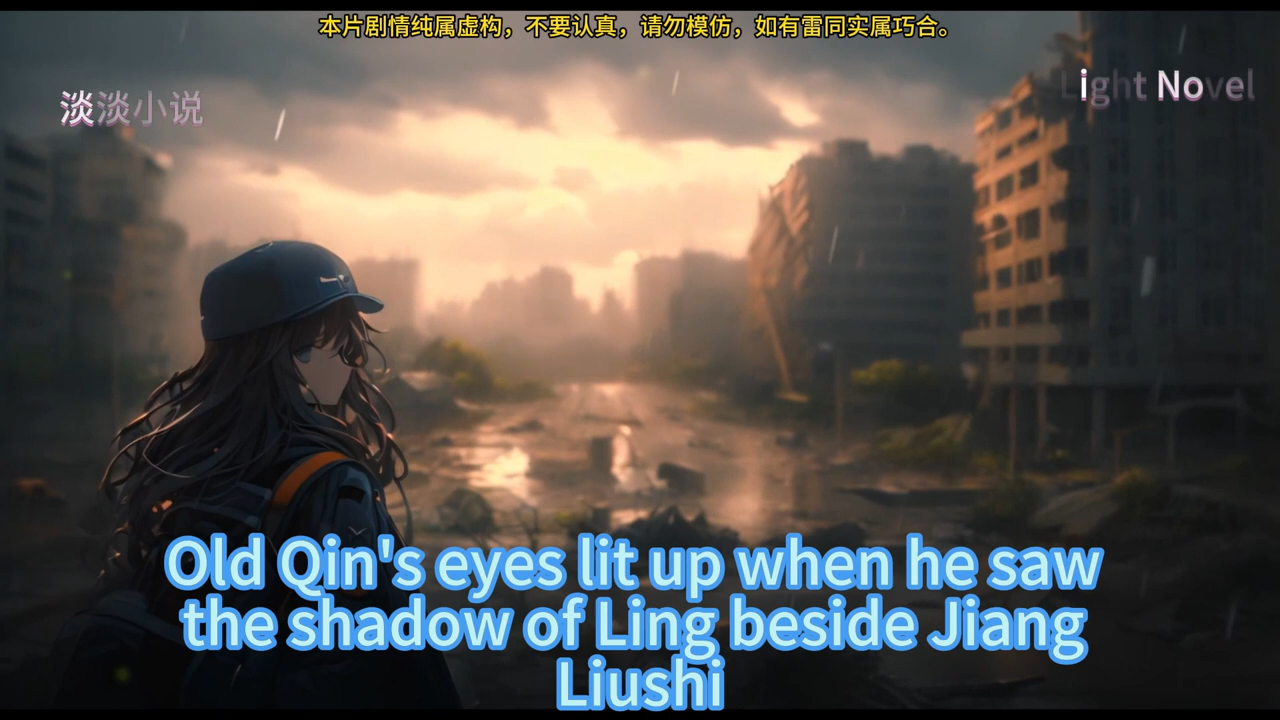 本片剧情纯属虚构，不要认真，请勿模仿，如有雷同实属巧合。
淡淡小说
Light Novel
Old Qin's eyes lit up when he saw
the shadow of Ling beside Jiang
Liushi